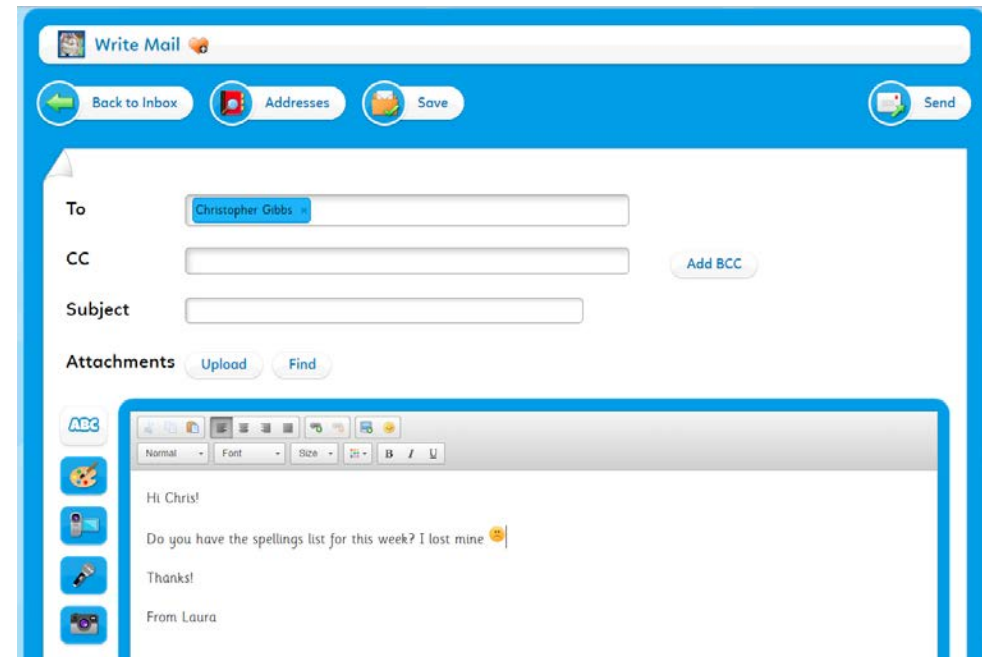 Write Mail
Back to Inbox Addresses Save Send
To Christopher Gibbs ×
CC Add BCC
Subject
Attachments Upload Find
ABC
Normal Font Size B I U
Hi Chris!
Do you have the spellings list for this week? I lost mine
Thanks!
From Laura